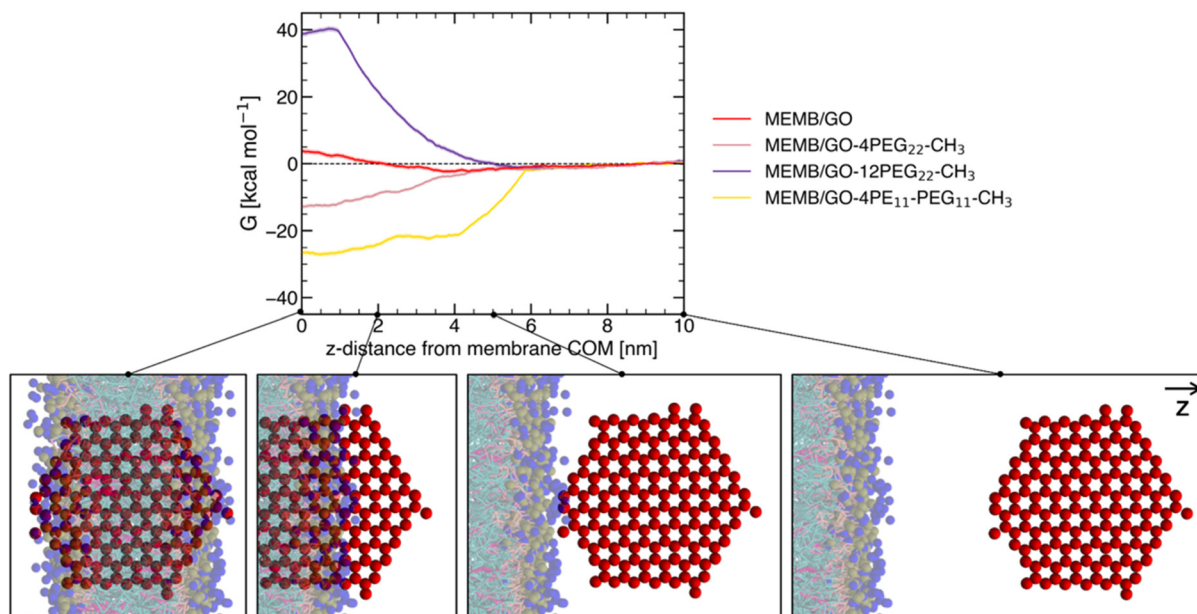 40
20
0
−20
−40
G [kcal mol⁻¹]
0 2 4 6 8 10
z-distance from membrane COM [nm]
MEMB/GO
MEMB/GO-4PEG₂₂-CH₃
MEMB/GO-12PEG₂₂-CH₃
MEMB/GO-4PE₁₁-PEG₁₁-CH₃
z